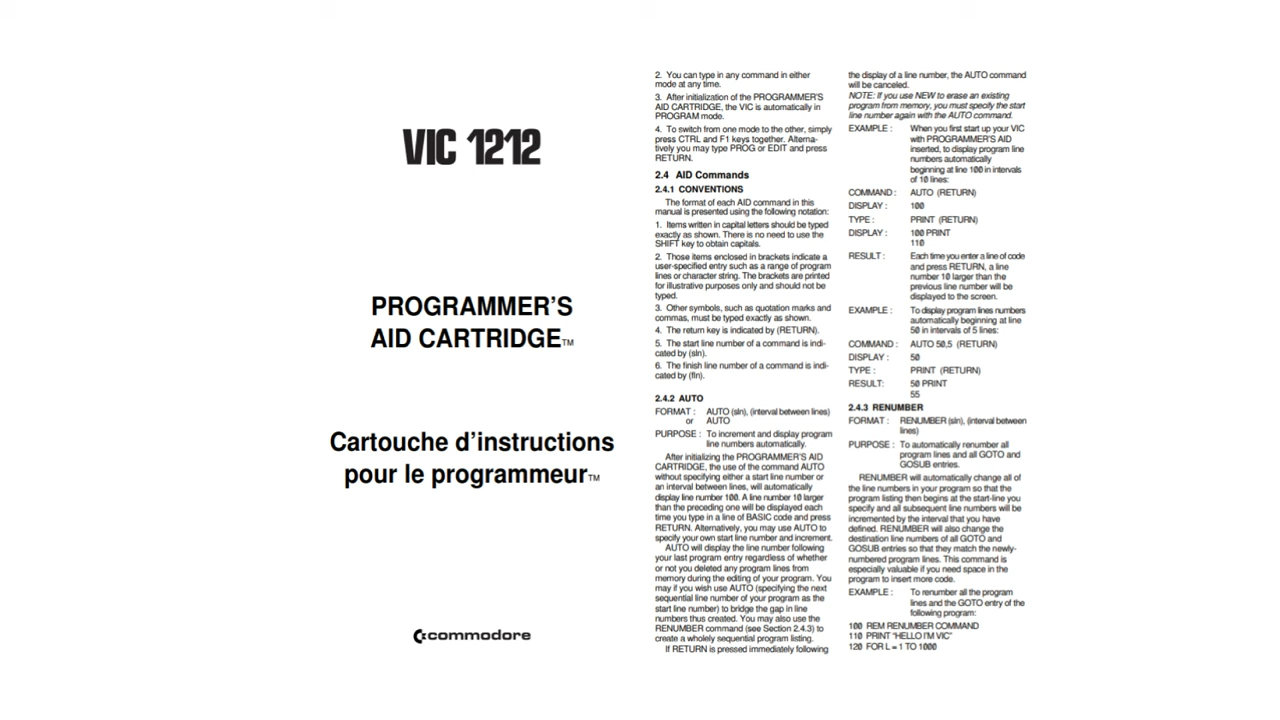 VIC 1212
PROGRAMMER'S
AID CARTRIDGE™
Cartouche d'instructions
pour le programmeur™
commodore
2. You can type in any command in either
mode at any time.
3. After initialization of the PROGRAMMER'S
AID CARTRIDGE, the VIC is automatically in
PROGRAM mode.
4. To switch from one mode to the other, simply
press CTRL and F1 keys together. Alterna-
tively you may type PROG or EDIT and press
RETURN.
2.4 AID Commands
2.4.1 CONVENTIONS
The format of each AID command in this
manual is presented using the following notation:
1. Items written in capital letters should be typed
exactly as shown. There is no need to use the
SHIFT key to obtain capitals.
2. Those items enclosed in brackets indicate a
user-specified entry such as a range of program
lines or character string. The brackets are printed
for illustrative purposes only and should not be
typed.
3. Other symbols, such as quotation marks and
commas, must be typed exactly as shown.
4. The return key is indicated by (RETURN).
5. The start line number of a command is indi-
cated by (sln).
6. The finish line number of a command is indi-
cated by (fln).
2.4.2 AUTO
FORMAT : AUTO (sln), (interval between lines)
or AUTO
PURPOSE : To increment and display program
line numbers automatically.
After initializing the PROGRAMMER'S AID
CARTRIDGE, the use of the command AUTO
without specifying either a start line number or
an interval between lines, will automatically
display line number 100. A line number 10 larger
than the preceding one will be displayed each
time you type in a line of BASIC code and press
RETURN. Alternatively, you may use AUTO to
specify your own start line number and increment.
AUTO will display the line number following
your last program entry regardless of whether
or not you deleted any program lines from
memory during the editing of your program. You
may if you wish use AUTO (specifying the next
sequential line number of your program as the
start line number) to bridge the gap in line
numbers thus created. You may also use the
RENUMBER command (see Section 2.4.3) to
create a wholely sequential program listing.
If RETURN is pressed immediately following
the display of a line number, the AUTO command
will be canceled.
NOTE: If you use NEW to erase an existing
program from memory, you must specify the start
line number again with the AUTO command.
EXAMPLE : When you first start up your VIC
with PROGRAMMER'S AID
inserted, to display program line
numbers automatically
beginning at line 100 in intervals
of 10 lines:
COMMAND : AUTO (RETURN)
DISPLAY : 100
TYPE : PRINT (RETURN)
DISPLAY : 100 PRINT
110
RESULT : Each time you enter a line of code
and press RETURN, a line
number 10 larger than the
previous line number will be
displayed to the screen.
EXAMPLE : To display program lines numbers
automatically beginning at line
50 in intervals of 5 lines:
COMMAND : AUTO 50,5 (RETURN)
DISPLAY : 50
TYPE : PRINT (RETURN)
RESULT: 50 PRINT
55
2.4.3 RENUMBER
FORMAT : RENUMBER (sln), (interval between
lines)
PURPOSE : To automatically renumber all
program lines and all GOTO and
GOSUB entries.
RENUMBER will automatically change all of
the line numbers in your program so that the
program listing then begins at the start-line you
specify and all subsequent line numbers will be
incremented by the interval that you have
defined. RENUMBER will also change the
destination line numbers of all GOTO and
GOSUB entries so that they match the newly-
numbered program lines. This command is
especially valuable if you need space in the
program to insert more code.
EXAMPLE : To renumber all the program
lines and the GOTO entry of the
following program:
100 REM RENUMBER COMMAND
110 PRINT "HELLO I'M VIC"
120 FOR L = 1 TO 1000